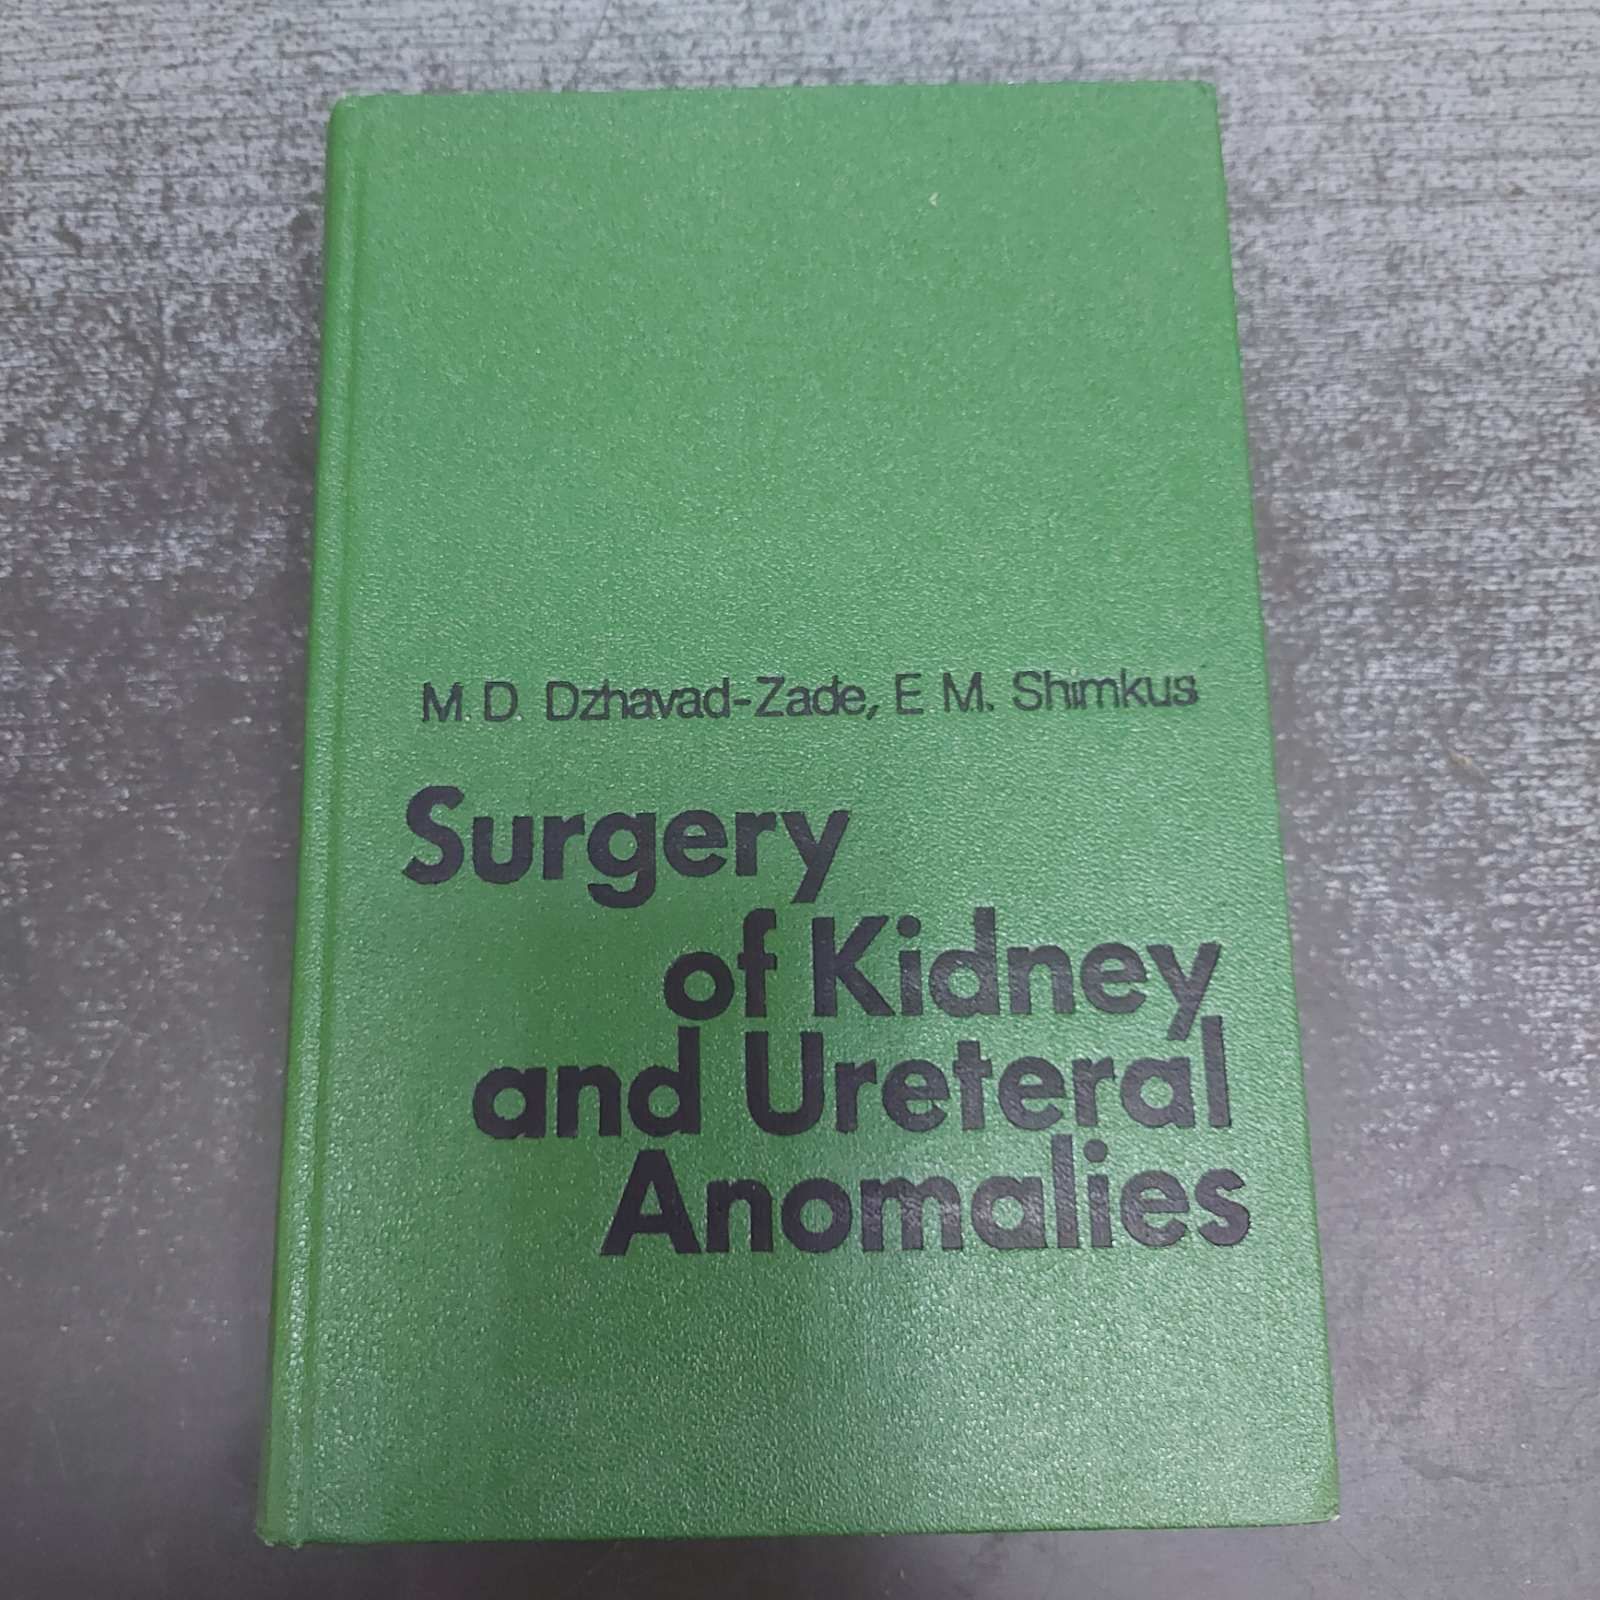 M. D. Dzhavad-Zade, E M. Shimkus
Surgery
of Kidney
and Ureteral
Anomalies